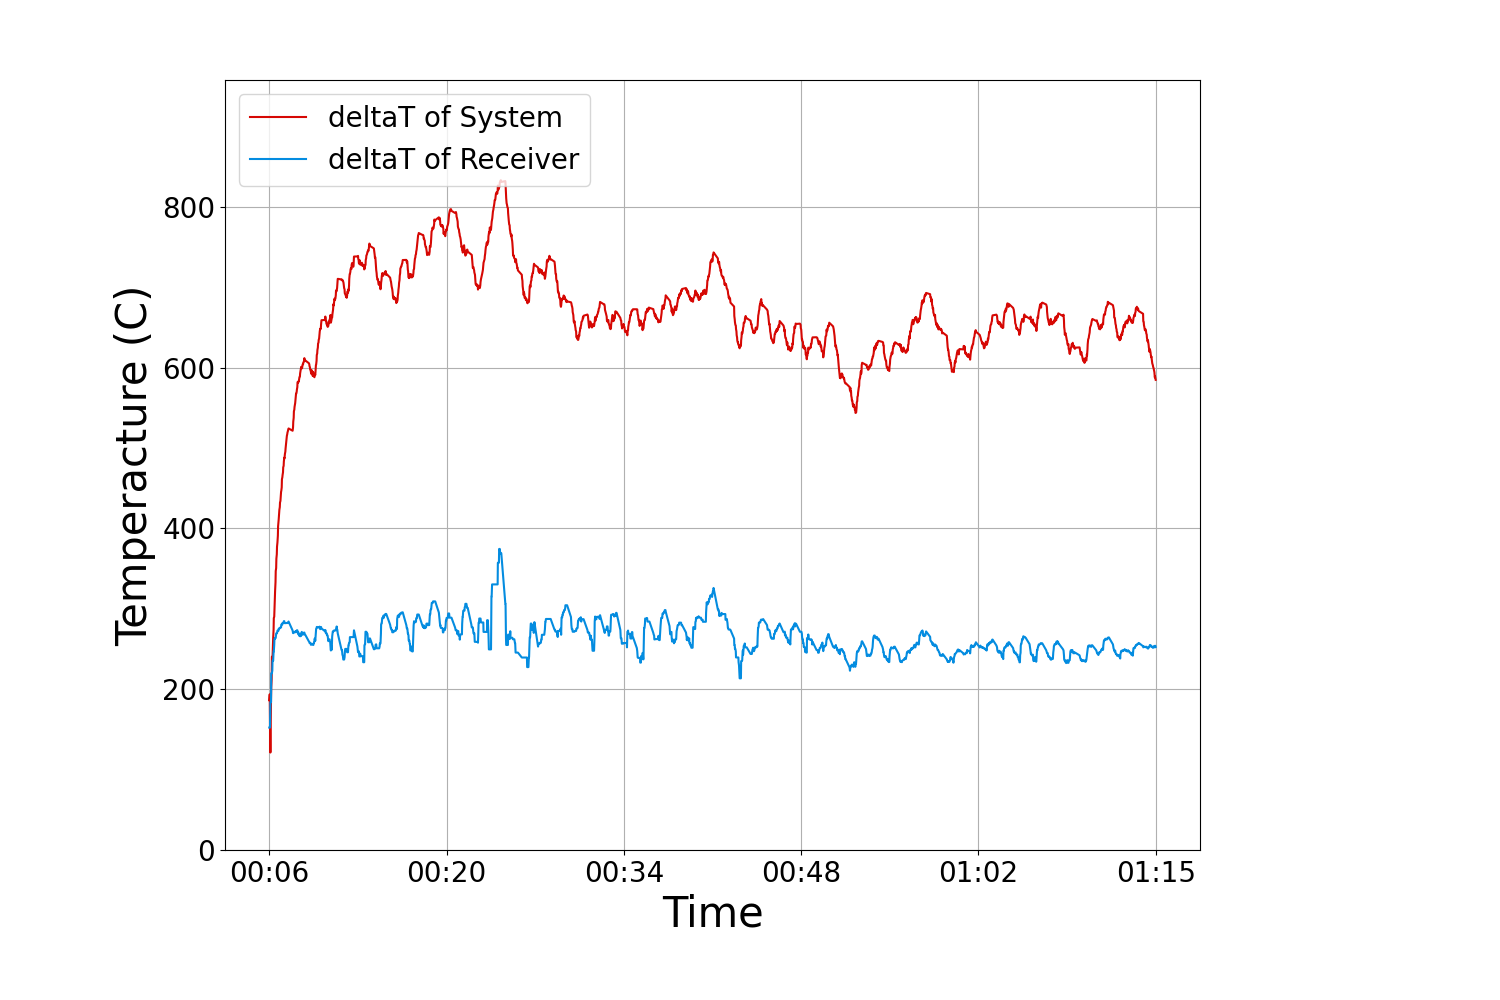 deltaT of System
deltaT of Receiver
Temperacture (C)
800
600
400
200
0
00:06 00:20 00:34 00:48 01:02 01:15
Time